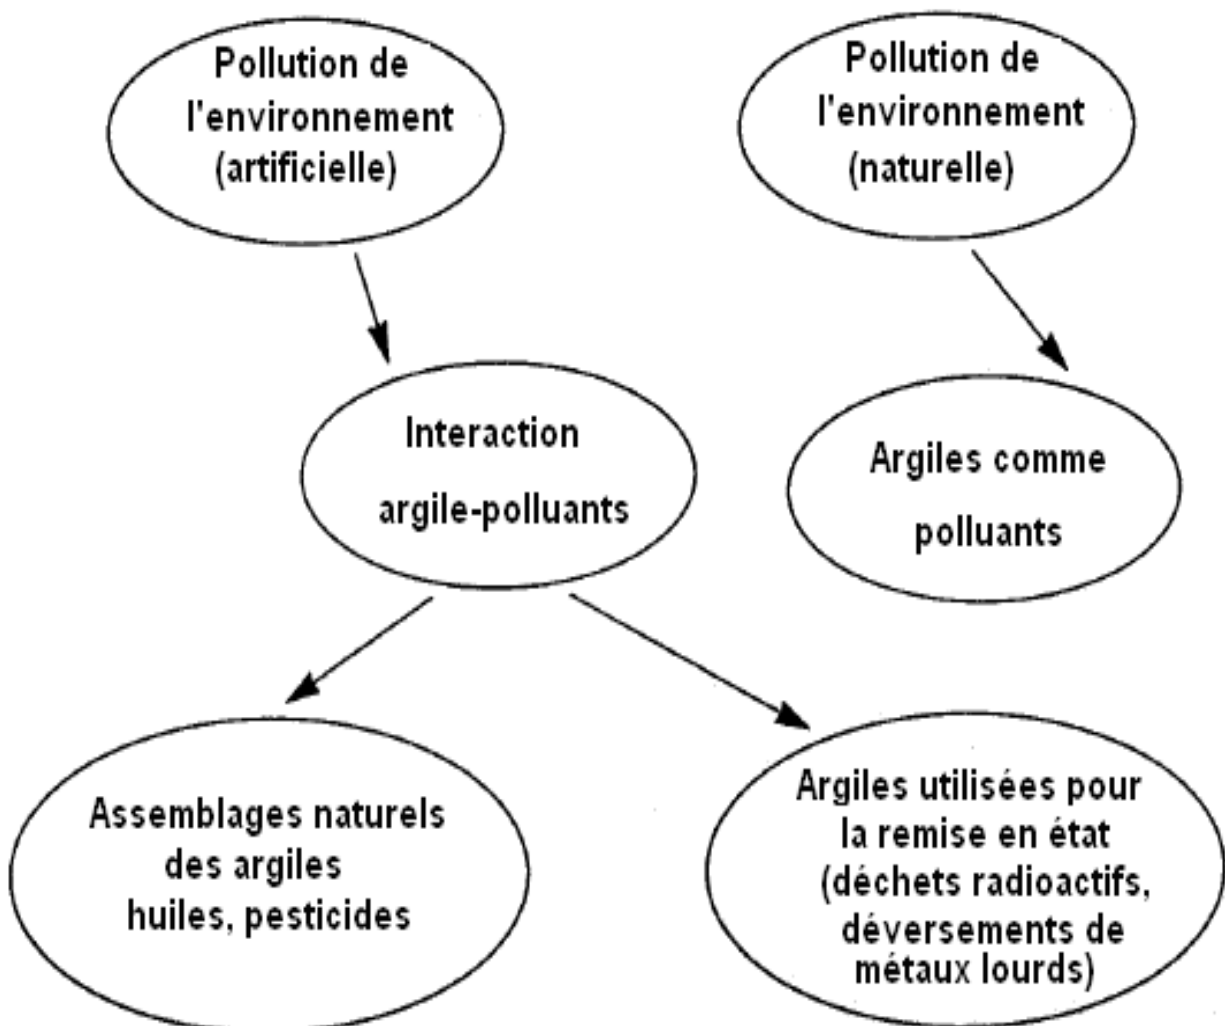 Pollution de
l'environnement
(artificielle)
Pollution de
l'environnement
(naturelle)
Interaction
argile-polluants
Argiles comme
polluants
Assemblages naturels
des argiles
huiles, pesticides
Argiles utilisées pour
la remise en état
(déchets radioactifs,
déversements de
métaux lourds)